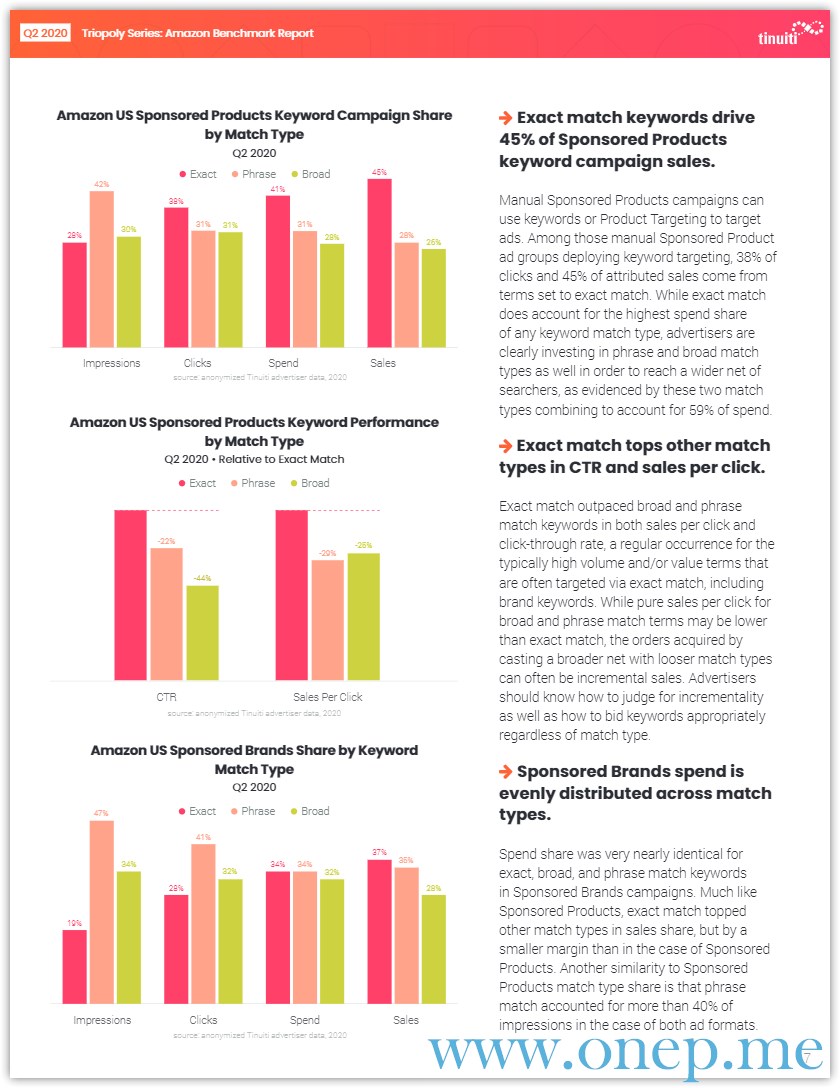 Q2 2020 Triopoly Series: Amazon Benchmark Report
tinuiti
Amazon US Sponsored Products Keyword Campaign Share
by Match Type
Q2 2020
Exact Phrase Broad
28% 42% 30% 38% 31% 31% 41% 31% 28% 45% 28% 26%
Impressions Clicks Spend Sales
source: anonymized Tinuiti advertiser data, 2020
Amazon US Sponsored Products Keyword Performance
by Match Type
Q2 2020 • Relative to Exact Match
Exact Phrase Broad
-22% -44% -29% -25%
CTR Sales Per Click
source: anonymized Tinuiti advertiser data, 2020
Amazon US Sponsored Brands Share by Keyword
Match Type
Q2 2020
Exact Phrase Broad
19% 47% 34% 28% 41% 32% 34% 34% 32% 37% 35% 28%
Impressions Clicks Spend Sales
source: anonymized Tinuiti advertiser data, 2020
→ Exact match keywords drive
45% of Sponsored Products
keyword campaign sales.
Manual Sponsored Products campaigns can
use keywords or Product Targeting to target
ads. Among those manual Sponsored Product
ad groups deploying keyword targeting, 38% of
clicks and 45% of attributed sales come from
terms set to exact match. While exact match
does account for the highest spend share
of any keyword match type, advertisers are
clearly investing in phrase and broad match
types as well in order to reach a wider net of
searchers, as evidenced by these two match
types combining to account for 59% of spend.
→ Exact match tops other match
types in CTR and sales per click.
Exact match outpaced broad and phrase
match keywords in both sales per click and
click-through rate, a regular occurrence for the
typically high volume and/or value terms that
are often targeted via exact match, including
brand keywords. While pure sales per click for
broad and phrase match terms may be lower
than exact match, the orders acquired by
casting a broader net with looser match types
can often be incremental sales. Advertisers
should know how to judge for incrementality
as well as how to bid keywords appropriately
regardless of match type.
→ Sponsored Brands spend is
evenly distributed across match
types.
Spend share was very nearly identical for
exact, broad, and phrase match keywords
in Sponsored Brands campaigns. Much like
Sponsored Products, exact match topped
other match types in sales share, but by a
smaller margin than in the case of Sponsored
Products. Another similarity to Sponsored
Products match type share is that phrase
match accounted for more than 40% of
impressions in the case of both ad formats.
7
www.onep.me